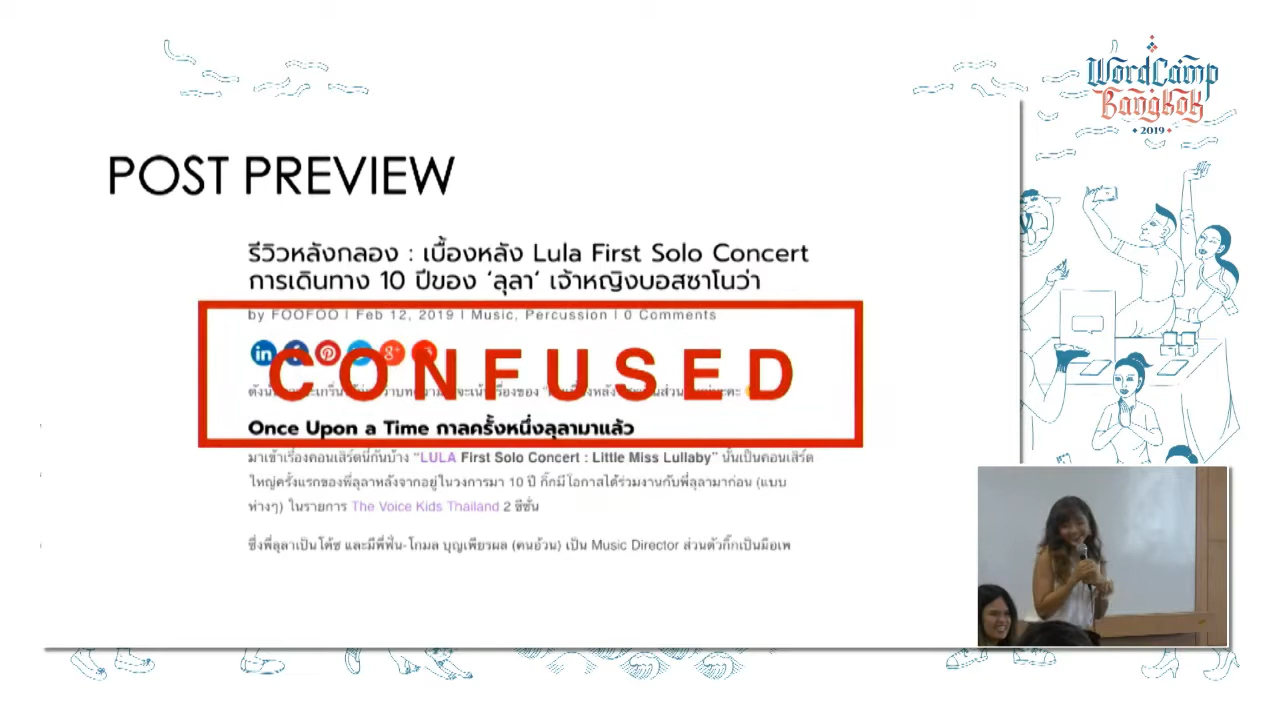 WordCamp
Bangkok
2019
POST PREVIEW
รีวิวหลังกลอง : เบื้องหลัง Lula First Solo Concert
การเดินทาง 10 ปีของ ‘ลุลา‘ เจ้าหญิงบอสซาโนว่า
by FOOFOO | Feb 12, 2019 | Music, Percussion | 0 Comments
CONFUSED
Once Upon a Time กาลครั้งหนึ่งลุลามาแล้ว
มาเข้าเรื่องคอนเสิร์ตนี้กันบ้าง “LULA First Solo Concert : Little Miss Lullaby” นั้นเป็นคอนเสิร์ต
ใหญ่ครั้งแรกของพี่ลุลาหลังจากอยู่ในวงการมา 10 ปี กิ๊กมีโอกาสได้ร่วมงานกับพี่ลุลามาก่อน (แบบ
ห่างๆ) ในรายการ The Voice Kids Thailand 2 ซีซั่น
ซึ่งพี่ลุลาเป็นโค้ช และมีพี่ฟั่น-โกมล บุญเพียรผล (คนอ้วน) เป็น Music Director ส่วนตัวกิ๊กเป็นมือเพ